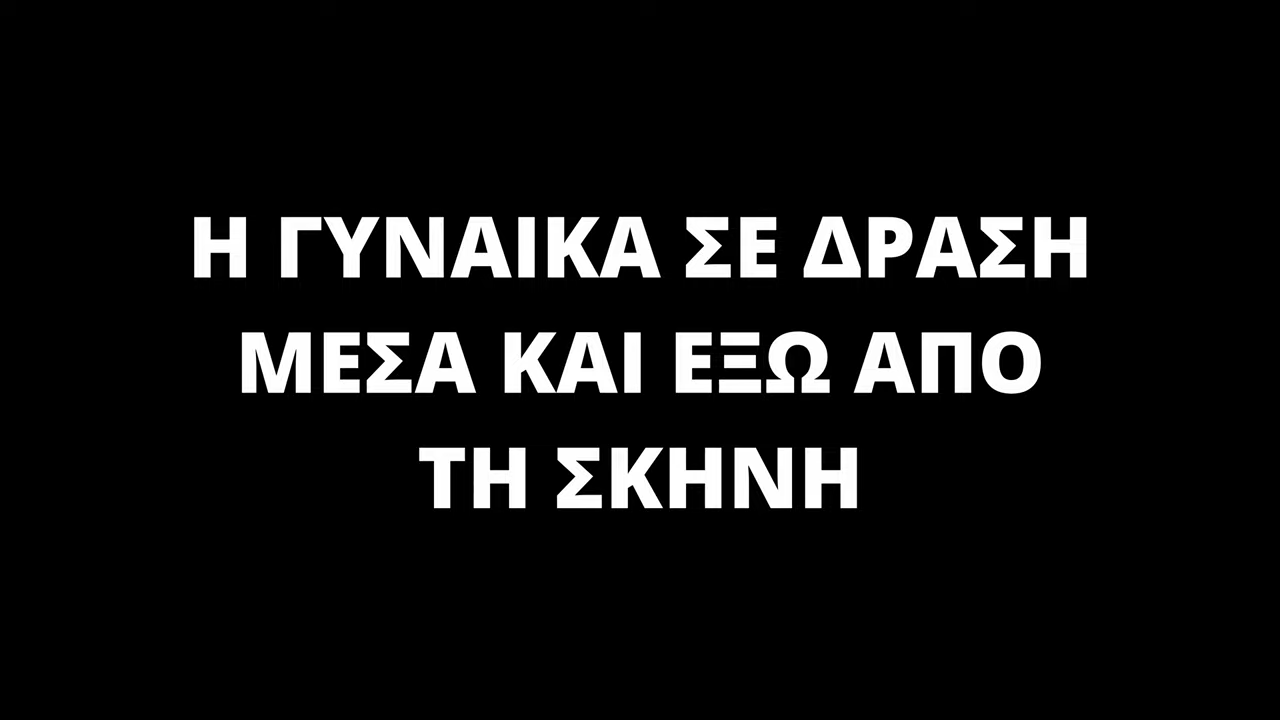 Η ΓΥΝΑΙΚΑ ΣΕ ΔΡΑΣΗ
ΜΕΣΑ ΚΑΙ ΕΞΩ ΑΠΟ
ΤΗ ΣΚΗΝΗ